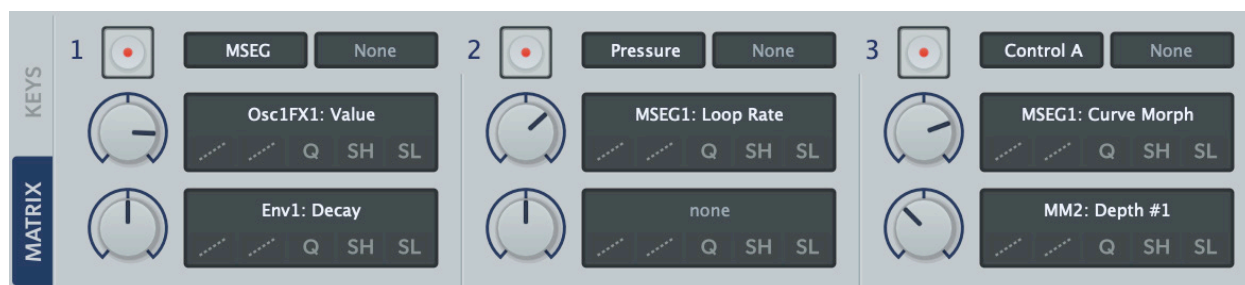 KEYS
MATRIX
1 MSEG None
Osc1FX1: Value
Q SH SL
Env1: Decay
Q SH SL
2 Pressure None
MSEG1: Loop Rate
Q SH SL
none
Q SH SL
3 Control A None
MSEG1: Curve Morph
Q SH SL
MM2: Depth #1
Q SH SL